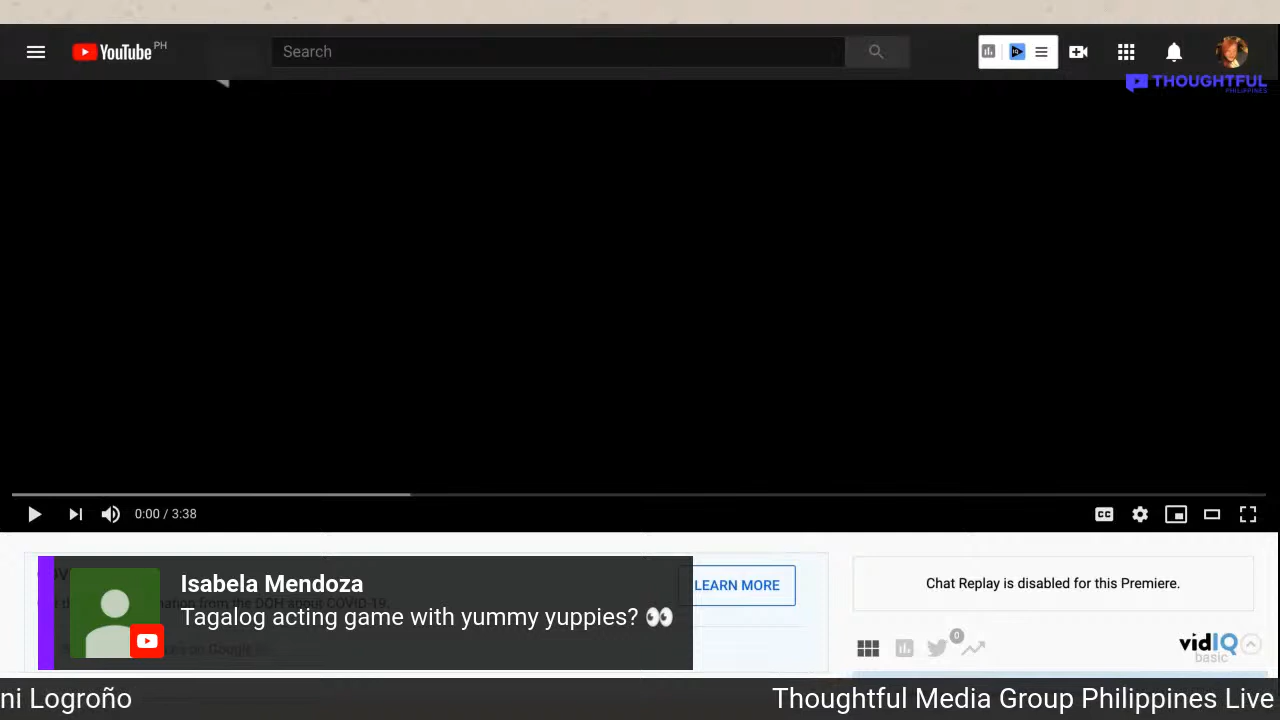 YouTube PH
Search
THOUGHTFUL
PHILIPPINES
0:00 / 3:38
CC
LEARN MORE
Isabela Mendoza
Tagalog acting game with yummy yuppies? 👀
Chat Replay is disabled for this Premiere.
0
vidIQ
basic
ni Logroño
Thoughtful Media Group Philippines Live